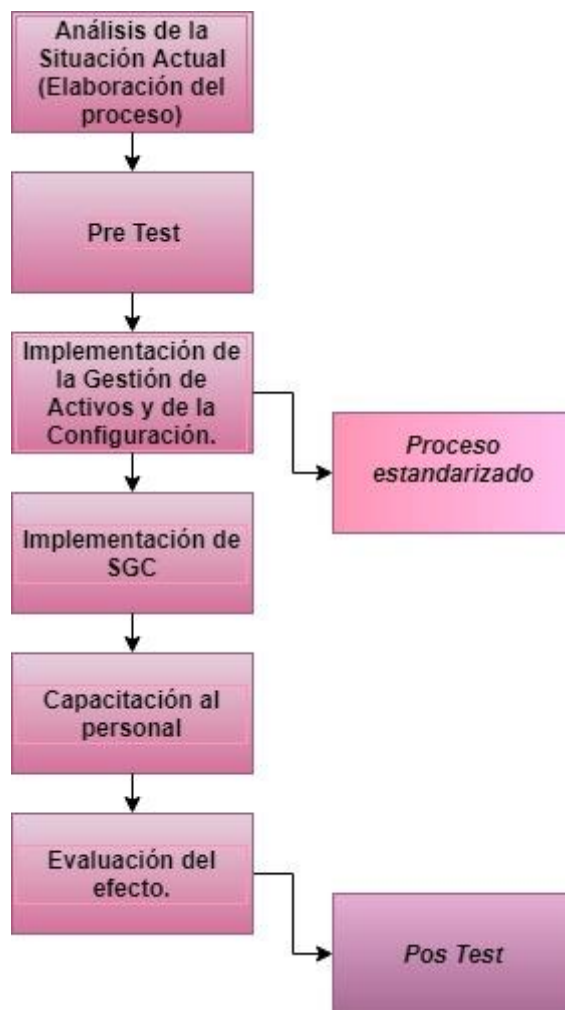 Análisis de la
Situación Actual
(Elaboración del
proceso)
Pre Test
Implementación de
la Gestión de
Activos y de la
Configuración.
Proceso
estandarizado
Implementación de
SGC
Capacitación al
personal
Evaluación del
efecto.
Pos Test